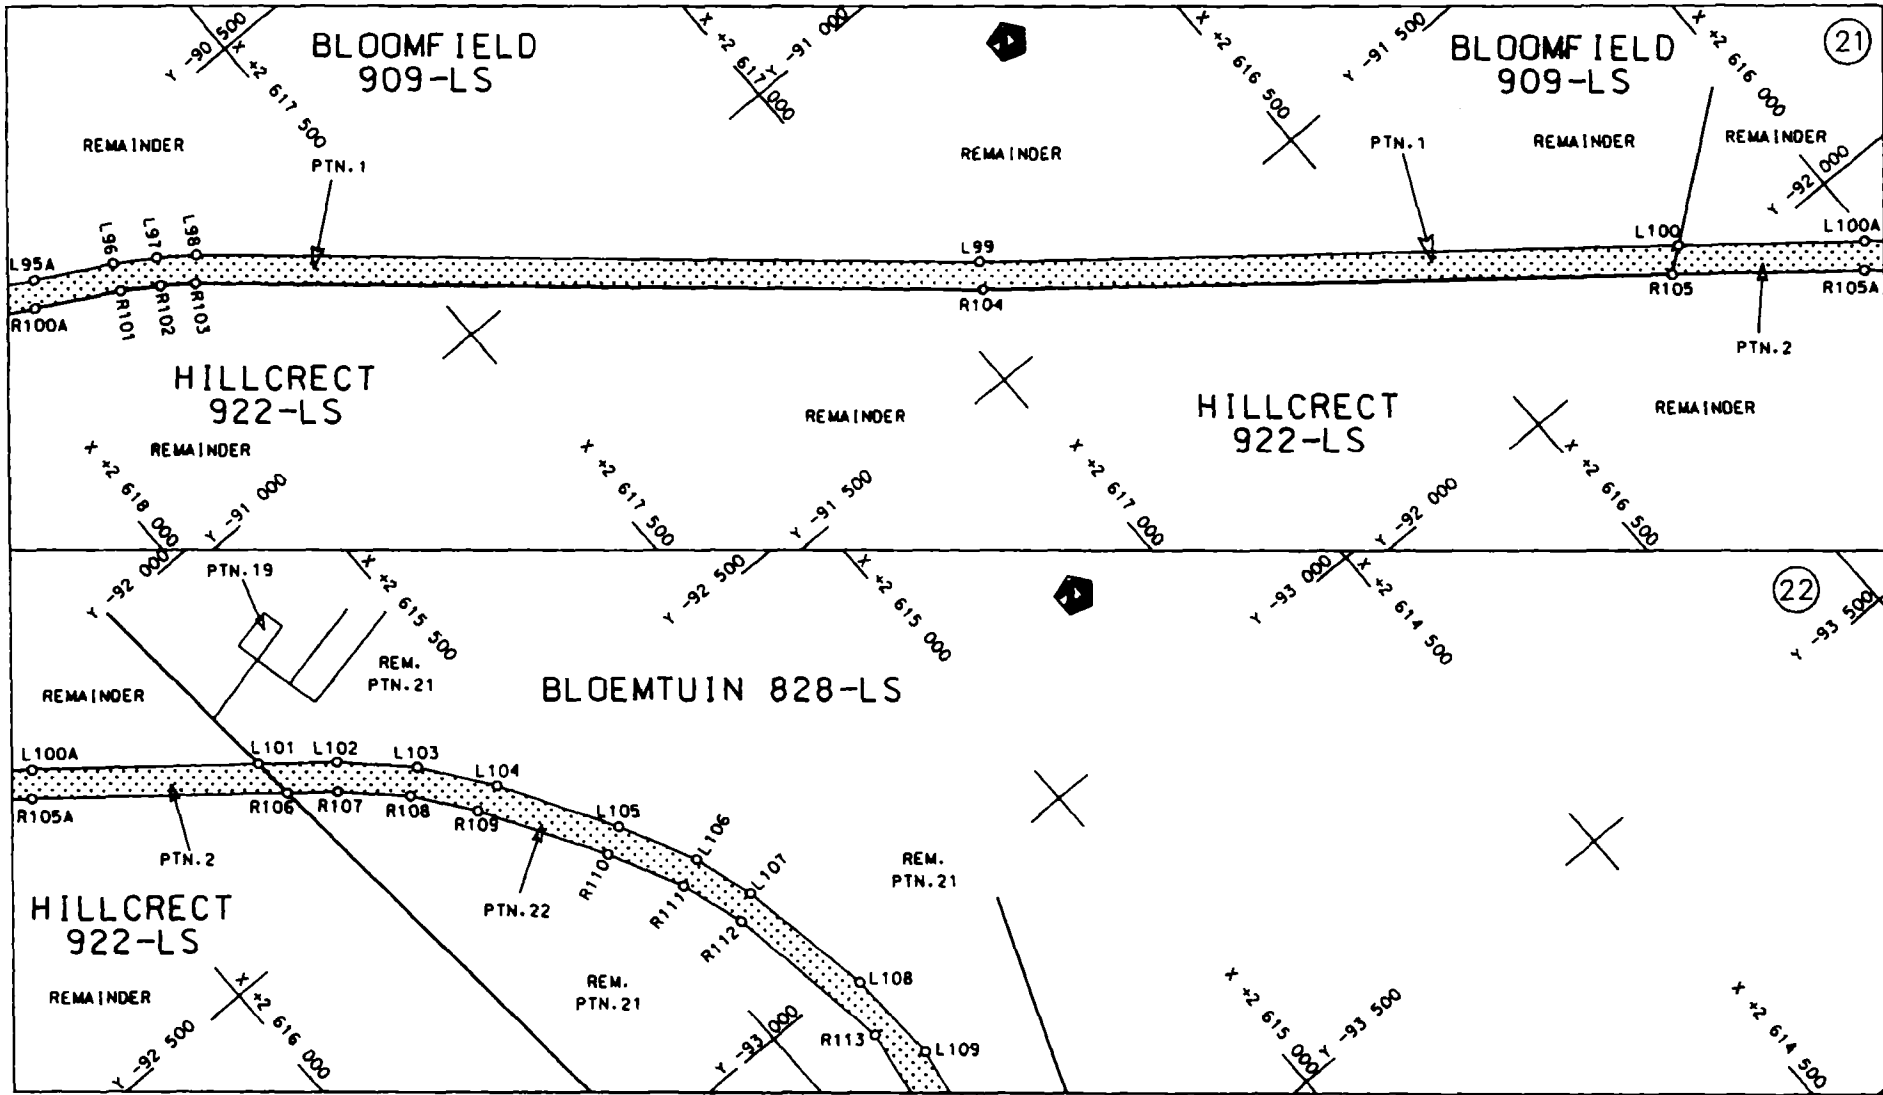 Y -90 500
X +2 617 500
BLOOMFIELD
909-LS
X +2 617 000
Y -91 000
X +2 616 500
Y -91 500
BLOOMFIELD
909-LS
X +2 616 000
21
REMAINDER
PTN.1
REMAINDER
PTN.1
REMAINDER
REMAINDER
Y -92 000
L95A
L96
L97
L98
L99
L100
L100A
R100A
R101
R102
R103
R104
R105
R105A
PTN.2
HILLCRECT
922-LS
REMAINDER
REMAINDER
HILLCRECT
922-LS
REMAINDER
X +2 618 000
Y -91 000
X +2 617 500
Y -91 500
X +2 617 000
Y -92 000
X +2 616 500
Y -92 000
PTN.19
X +2 615 500
Y -92 500
X +2 615 000
Y -93 000
X +2 614 500
22
Y -93 500
REMAINDER
REM.
PTN.21
BLOEMTUIN 828-LS
L100A
L101
L102
L103
L104
L105
L106
L107
L108
L109
R105A
R106
R107
R108
R109
R110
R111
R112
R113
PTN.2
PTN.22
REM.
PTN.21
HILLCRECT
922-LS
REMAINDER
REM.
PTN.21
Y -92 500
X +2 616 000
Y -93 000
X +2 615 000
Y -93 500
X +2 614 500